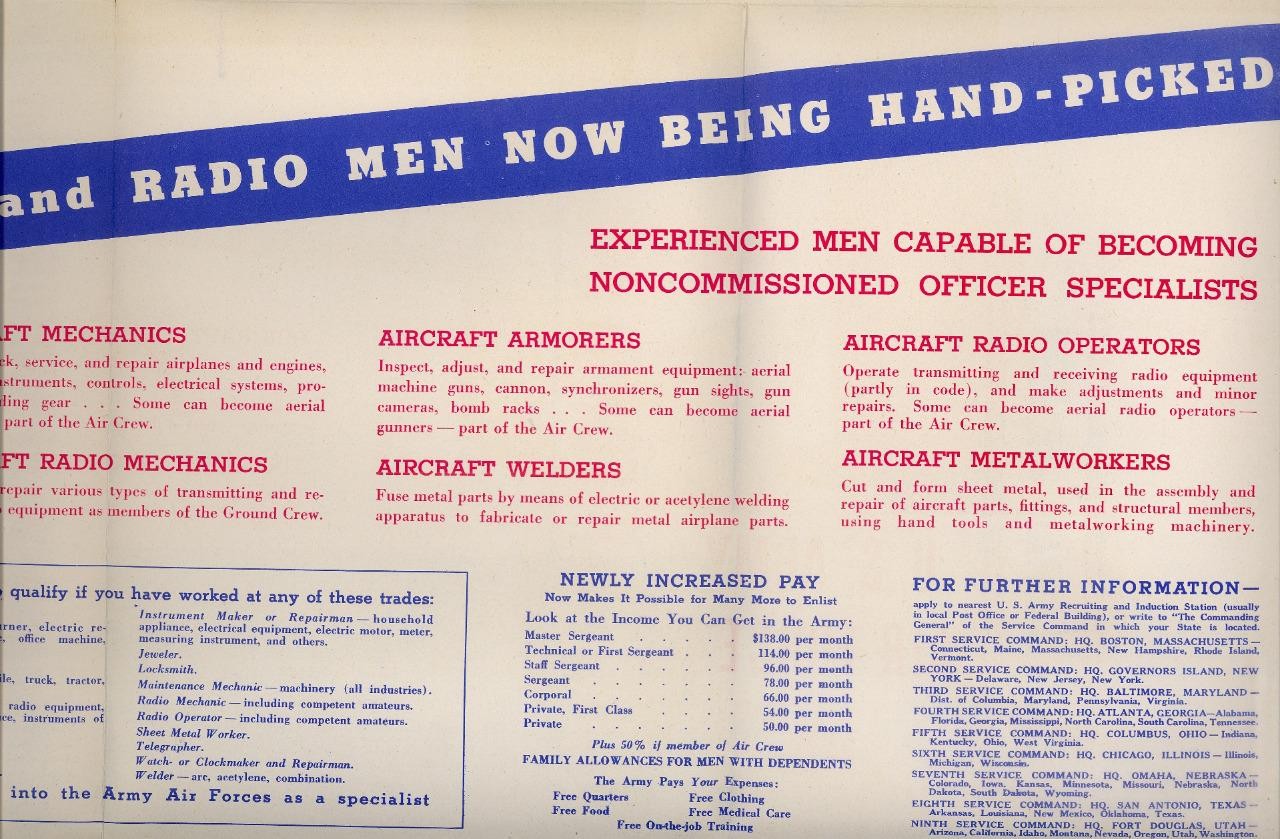 and RADIO MEN NOW BEING HAND-PICKED
EXPERIENCED MEN CAPABLE OF BECOMING
NONCOMMISSIONED OFFICER SPECIALISTS
AFT MECHANICS
ck, service, and repair airplanes and engines,
struments, controls, electrical systems, pro-
ding gear . . . Some can become aerial
part of the Air Crew.
FT RADIO MECHANICS
repair various types of transmitting and re-
equipment as members of the Ground Crew.
AIRCRAFT ARMORERS
Inspect, adjust, and repair armament equipment: aerial
machine guns, cannon, synchronizers, gun sights, gun
cameras, bomb racks . . . Some can become aerial
gunners — part of the Air Crew.
AIRCRAFT WELDERS
Fuse metal parts by means of electric or acetylene welding
apparatus to fabricate or repair metal airplane parts.
AIRCRAFT RADIO OPERATORS
Operate transmitting and receiving radio equipment
(partly in code), and make adjustments and minor
repairs. Some can become aerial radio operators —
part of the Air Crew.
AIRCRAFT METALWORKERS
Cut and form sheet metal, used in the assembly and
repair of aircraft parts, fittings, and structural members,
using hand tools and metalworking machinery.
qualify if you have worked at any of these trades:
urner, electric re-
office machine,
ile, truck, tractor,
radio equipment,
ce, instruments of
Instrument Maker or Repairman — household
appliance, electrical equipment, electric motor, meter,
measuring instrument, and others.
Jeweler.
Locksmith.
Maintenance Mechanic — machinery (all industries).
Radio Mechanic — including competent amateurs.
Radio Operator — including competent amateurs.
Sheet Metal Worker.
Telegrapher.
Watch- or Clockmaker and Repairman.
Welder — arc, acetylene, combination.
into the Army Air Forces as a specialist
NEWLY INCREASED PAY
Now Makes It Possible for Many More to Enlist
Look at the Income You Can Get in the Army:
Master Sergeant . . . . . . $138.00 per month
Technical or First Sergeant . . . 114.00 per month
Staff Sergeant . . . . . . 96.00 per month
Sergeant . . . . . . . 78.00 per month
Corporal . . . . . . . 66.00 per month
Private, First Class . . . . . 54.00 per month
Private . . . . . . . 50.00 per month
Plus 50% if member of Air Crew
FAMILY ALLOWANCES FOR MEN WITH DEPENDENTS
The Army Pays Your Expenses:
Free Quarters Free Clothing
Free Food Free Medical Care
Free On-the-job Training
FOR FURTHER INFORMATION—
apply to nearest U. S. Army Recruiting and Induction Station (usually
in local Post Office or Federal Building), or write to "The Commanding
General" of the Service Command in which your State is located.
FIRST SERVICE COMMAND: HQ. BOSTON, MASSACHUSETTS —
Connecticut, Maine, Massachusetts, New Hampshire, Rhode Island,
Vermont.
SECOND SERVICE COMMAND: HQ. GOVERNORS ISLAND, NEW
YORK — Delaware, New Jersey, New York.
THIRD SERVICE COMMAND: HQ. BALTIMORE, MARYLAND —
Dist. of Columbia, Maryland, Pennsylvania, Virginia.
FOURTH SERVICE COMMAND: HQ. ATLANTA, GEORGIA—Alabama,
Florida, Georgia, Mississippi, North Carolina, South Carolina, Tennessee.
FIFTH SERVICE COMMAND: HQ. COLUMBUS, OHIO — Indiana,
Kentucky, Ohio, West Virginia.
SIXTH SERVICE COMMAND: HQ. CHICAGO, ILLINOIS — Illinois,
Michigan, Wisconsin.
SEVENTH SERVICE COMMAND: HQ. OMAHA, NEBRASKA —
Colorado, Iowa, Kansas, Minnesota, Missouri, Nebraska, North
Dakota, South Dakota, Wyoming.
EIGHTH SERVICE COMMAND: HQ. SAN ANTONIO, TEXAS —
Arkansas, Louisiana, New Mexico, Oklahoma, Texas.
NINTH SERVICE COMMAND: HQ. FORT DOUGLAS, UTAH —
Arizona, California, Idaho, Montana, Nevada, Oregon, Utah, Washington.